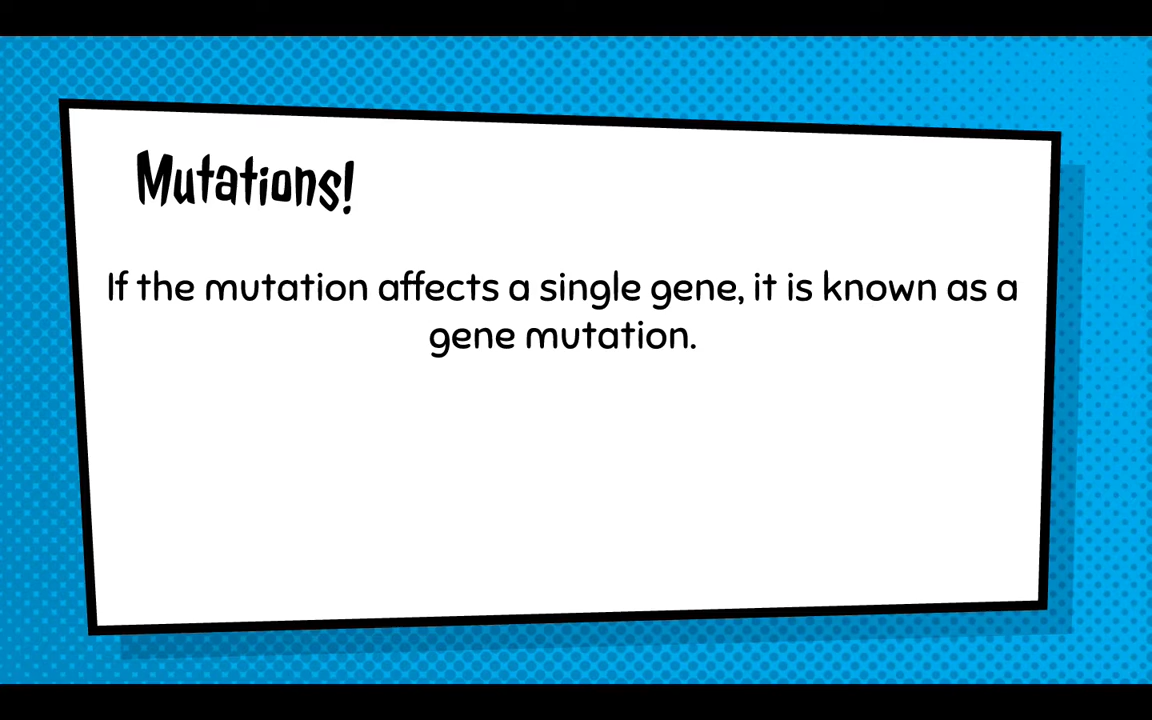 Mutations!
If the mutation affects a single gene, it is known as a
gene mutation.